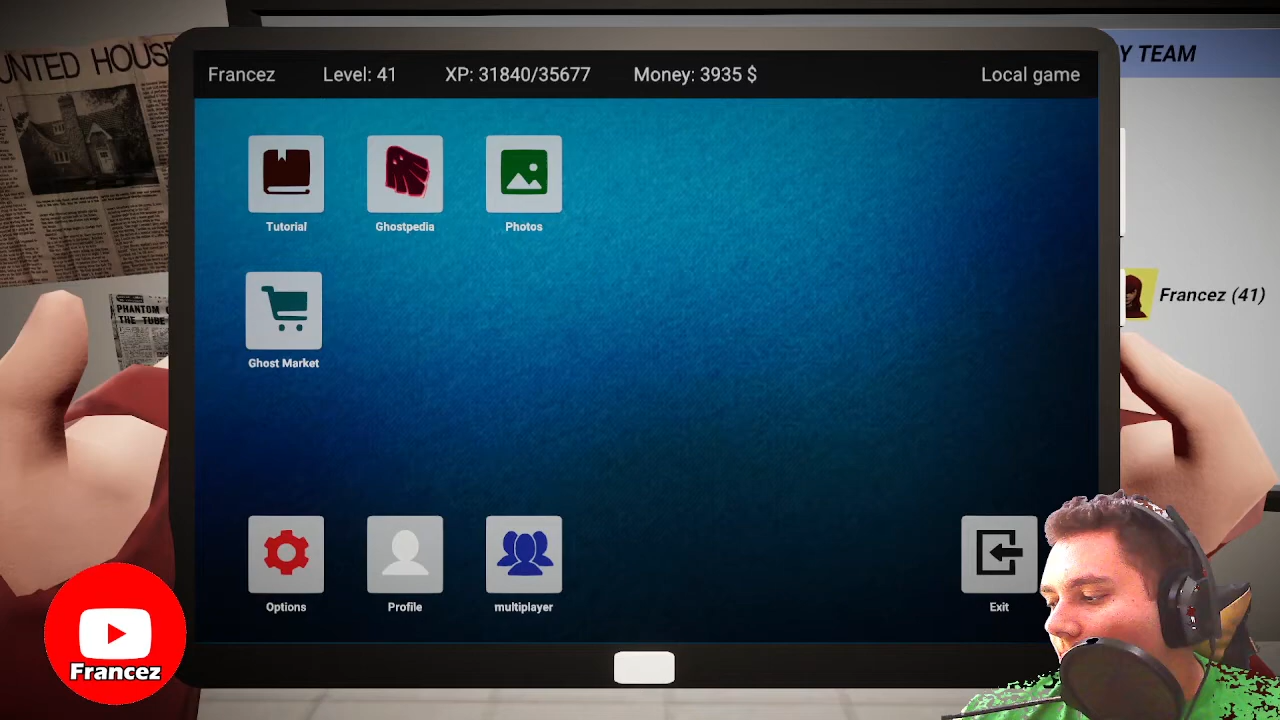 UNTED HOUS
Francez
Level: 41
XP: 31840/35677
Money: 3935 $
Local game
Y TEAM
Tutorial
Ghostpedia
Photos
Francez (41)
PHANTOM
THE TUBE
Ghost Market
Options
Profile
multiplayer
Exit
Francez